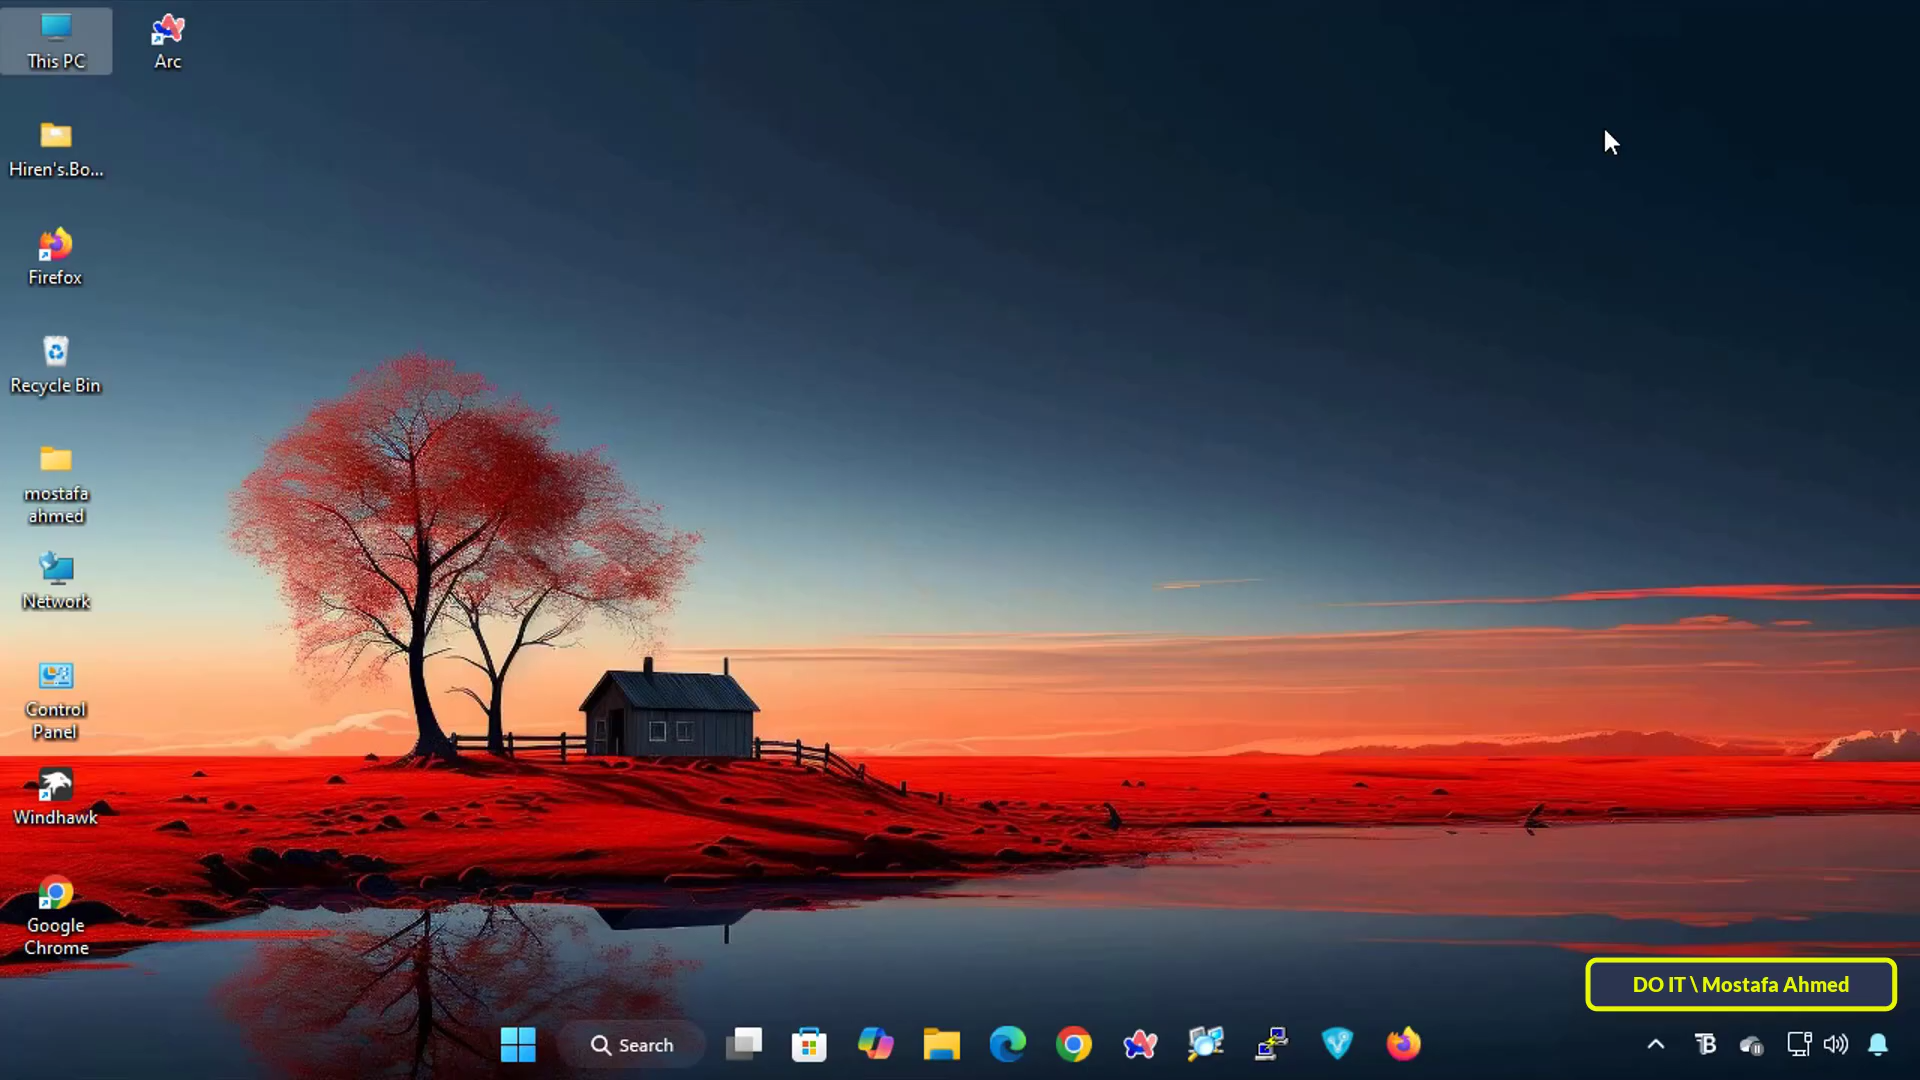 This PC
Arc
Hiren's.Bo...
Firefox
Recycle Bin
mostafa
ahmed
Network
Control
Panel
Windhawk
Google
Chrome
DO IT \ Mostafa Ahmed
Search
TB